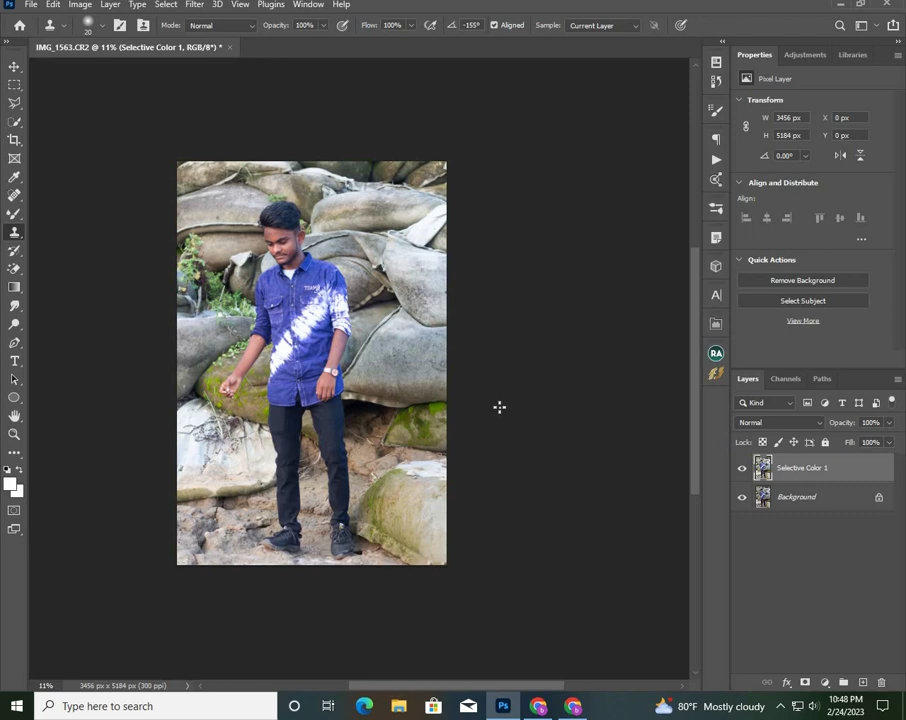 Ps File Edit Image Layer Type Select Filter 3D View Plugins Window Help
20 Mode: Normal Opacity: 100% Flow: 100% -155° Aligned Sample: Current Layer
IMG_1563.CR2 @ 11% (Selective Color 1, RGB/8*) * ×
Properties Adjustments Libraries
Pixel Layer
Transform
W 3456 px X 0 px
H 5184 px Y 0 px
0.00°
Align and Distribute
Align:
Quick Actions
Remove Background
Select Subject
View More
Layers Channels Paths
Kind
Normal Opacity: 100%
Lock: Fill: 100%
Selective Color 1
Background
RA
11% 3456 px x 5184 px (300 ppi)
Type here to search
Ps
80°F Mostly cloudy
10:48 PM
2/24/2023